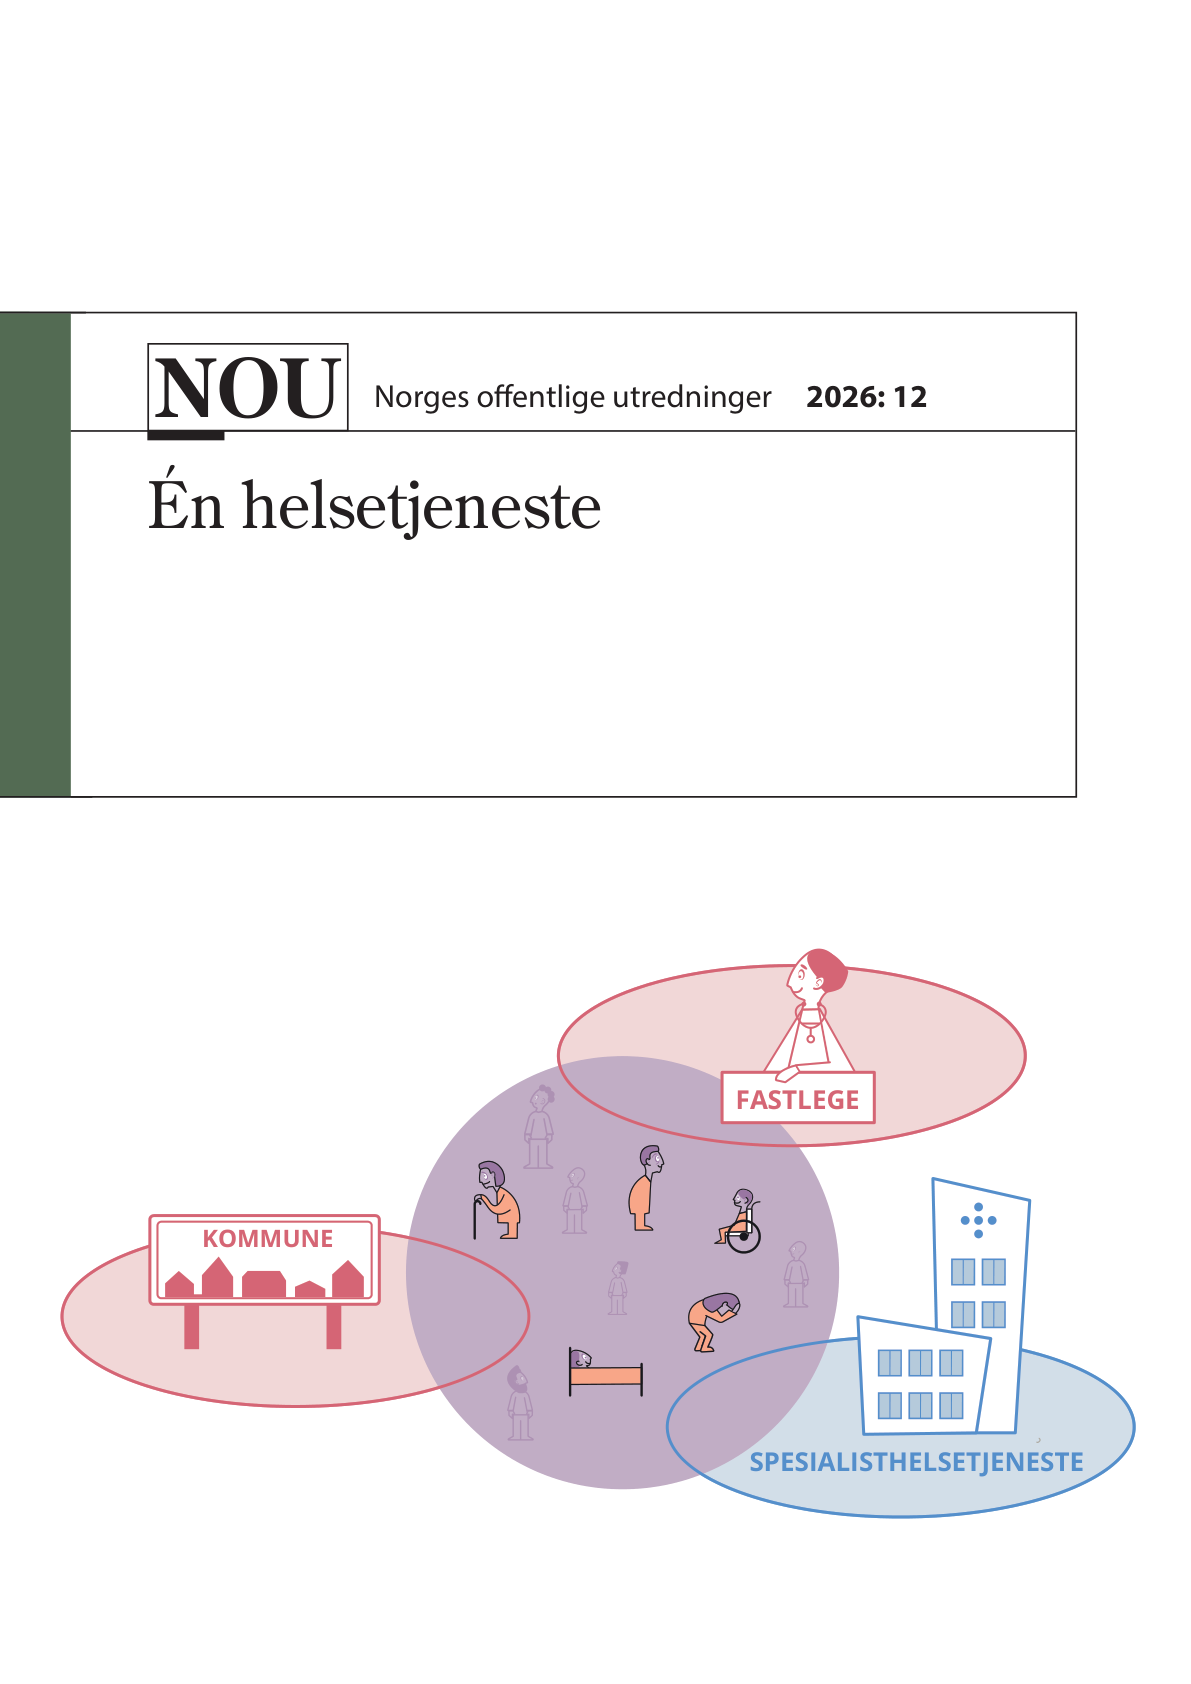 NOU Norges offentlige utredninger 2026: 12
Én helsetjeneste
FASTLEGE
KOMMUNE
SPESIALISTHELSETJENESTE